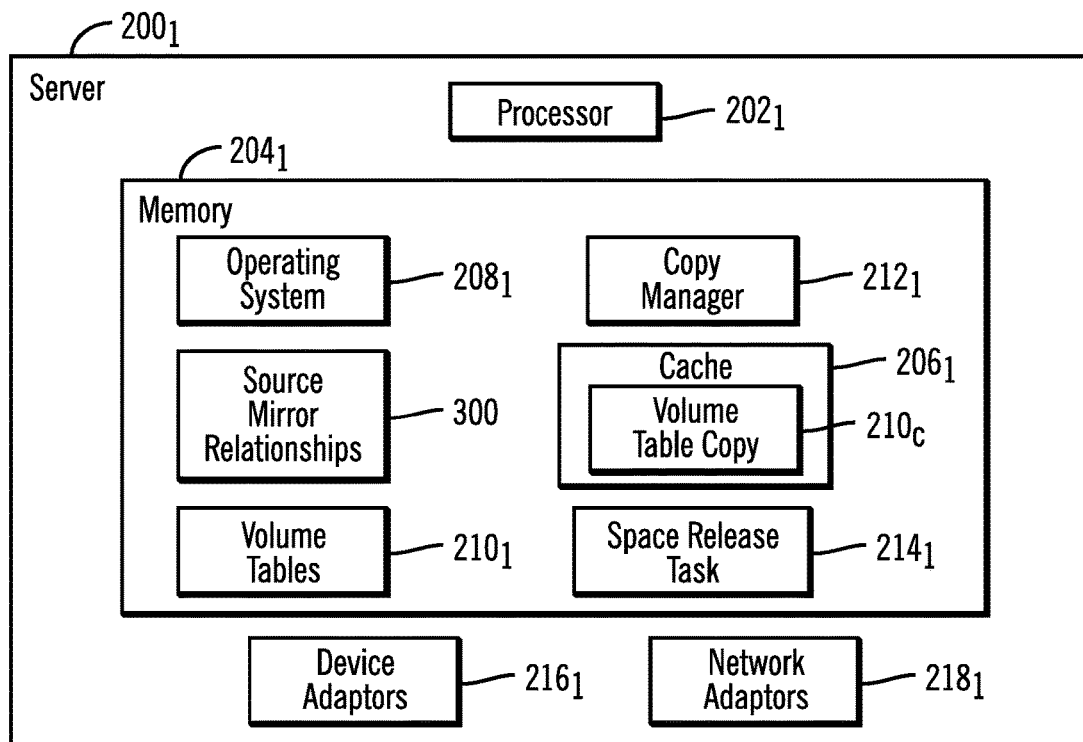 200₁
Server
Processor
202₁
204₁
Memory
Operating
System
208₁
Copy
Manager
212₁
Source
Mirror
Relationships
300
Cache
206₁
Volume
Table Copy
210c
Volume
Tables
210₁
Space Release
Task
214₁
Device
Adaptors
216₁
Network
Adaptors
218₁